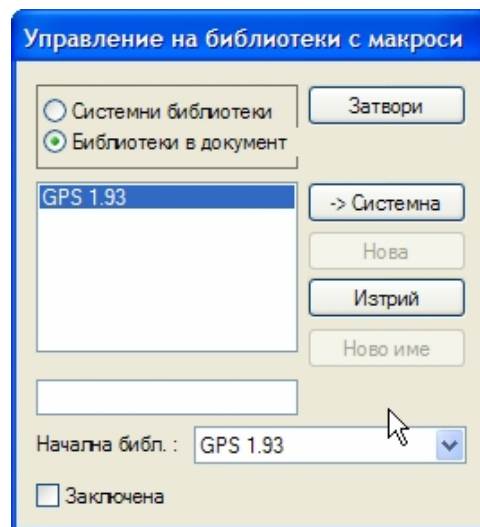 Управление на библиотеки с макроси
Системни библиотеки
Затвори
Библиотеки в документ
GPS 1.93
-> Системна
Нова
Изтрий
Ново име
Начална библ. : GPS 1.93
Заключена